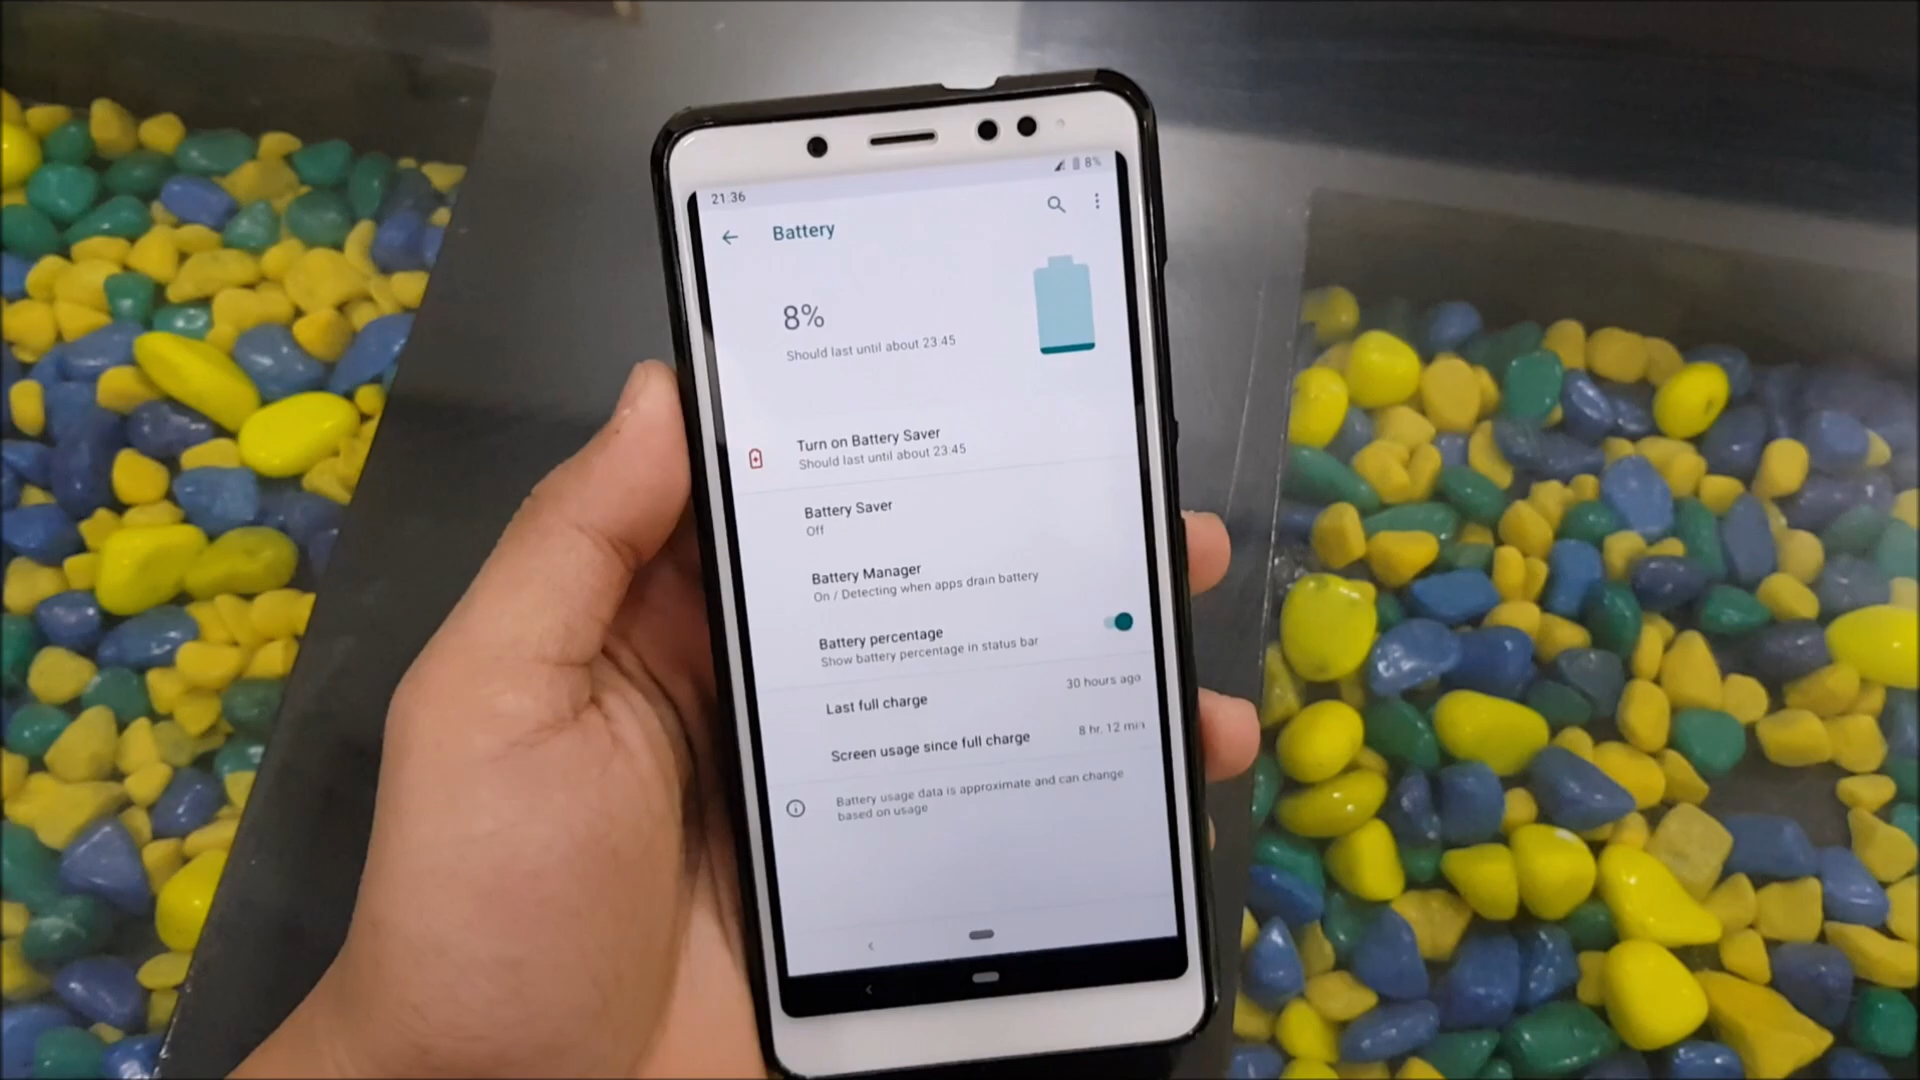 21:36
8%
Battery
8%
Should last until about 23:45
Turn on Battery Saver
Should last until about 23:45
Battery Saver
Off
Battery Manager
On / Detecting when apps drain battery
Battery percentage
Show battery percentage in status bar
Last full charge
30 hours ago
Screen usage since full charge
8 hr, 12 min
Battery usage data is approximate and can change
based on usage